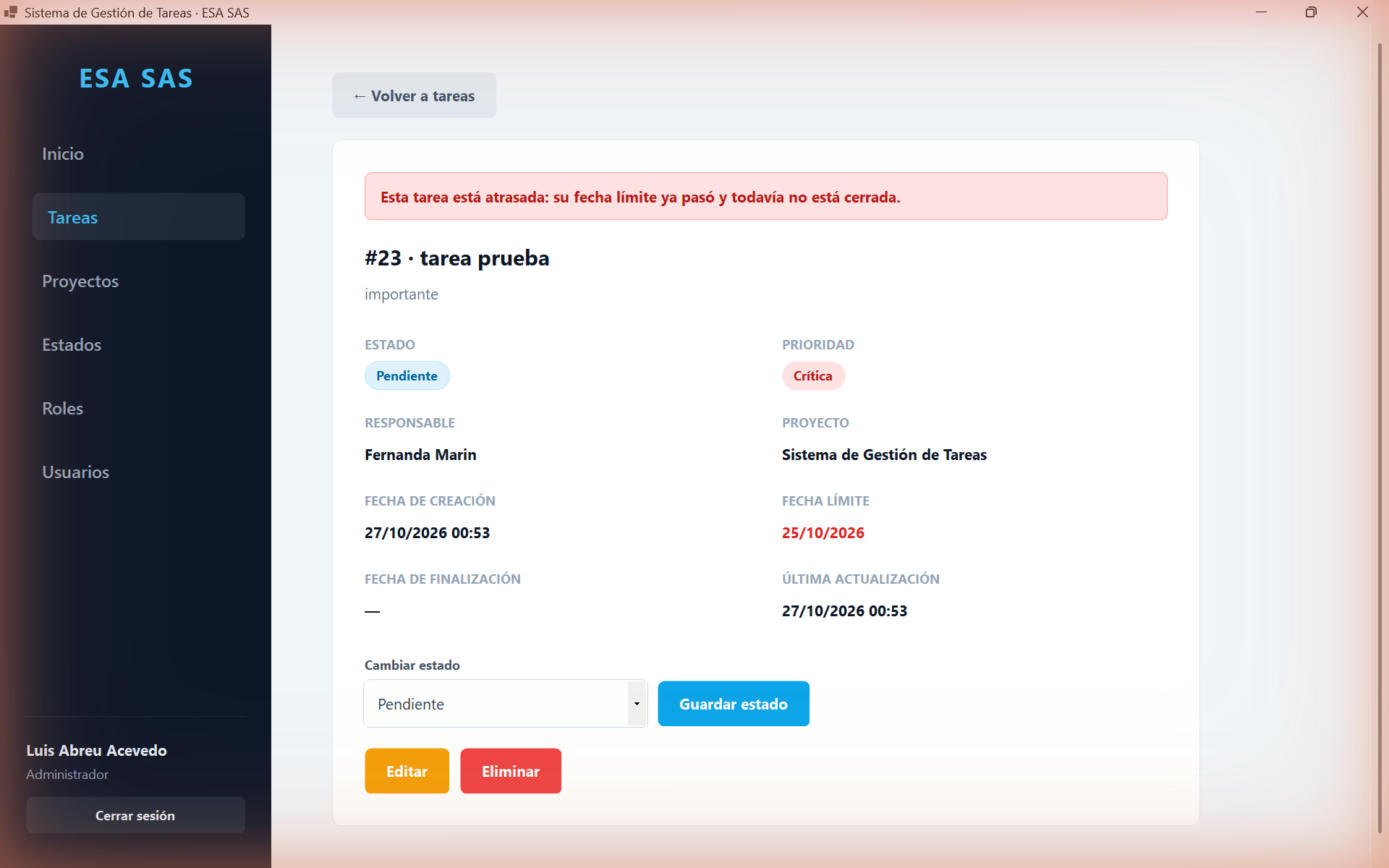 Sistema de Gestión de Tareas · ESA SAS
ESA SAS
Inicio
Tareas
Proyectos
Estados
Roles
Usuarios
Luis Abreu Acevedo
Administrador
Cerrar sesión
← Volver a tareas
Esta tarea está atrasada: su fecha límite ya pasó y todavía no está cerrada.
#23 · tarea prueba
importante
ESTADO
Pendiente
PRIORIDAD
Crítica
RESPONSABLE
Fernanda Marin
PROYECTO
Sistema de Gestión de Tareas
FECHA DE CREACIÓN
27/10/2026 00:53
FECHA LÍMITE
25/10/2026
FECHA DE FINALIZACIÓN
—
ÚLTIMA ACTUALIZACIÓN
27/10/2026 00:53
Cambiar estado
Pendiente
Guardar estado
Editar
Eliminar